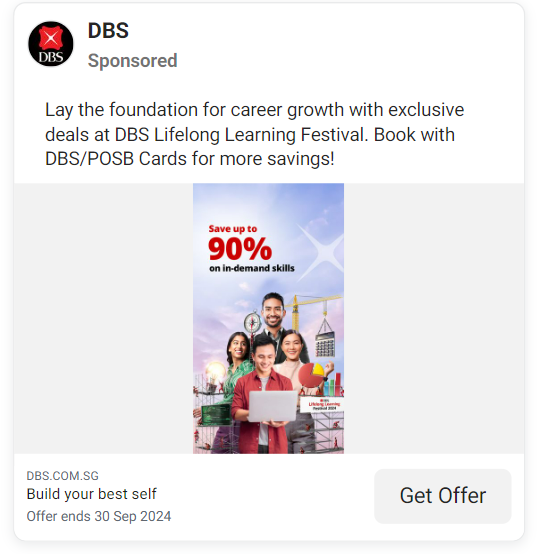 DBS
DBS
Sponsored
Lay the foundation for career growth with exclusive
deals at DBS Lifelong Learning Festival. Book with
DBS/POSB Cards for more savings!
Save up to
90%
on in-demand skills
Lifelong Learning
Festival 2024
DBS.COM.SG
Build your best self
Offer ends 30 Sep 2024
Get Offer